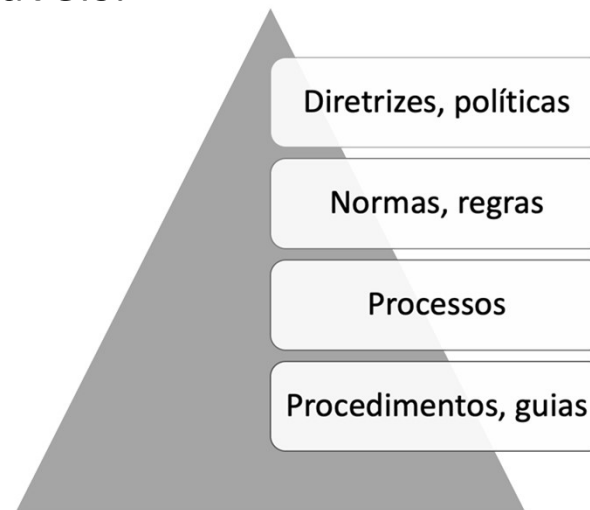 Diretrizes, políticas
Normas, regras
Processos
Procedimentos, guias